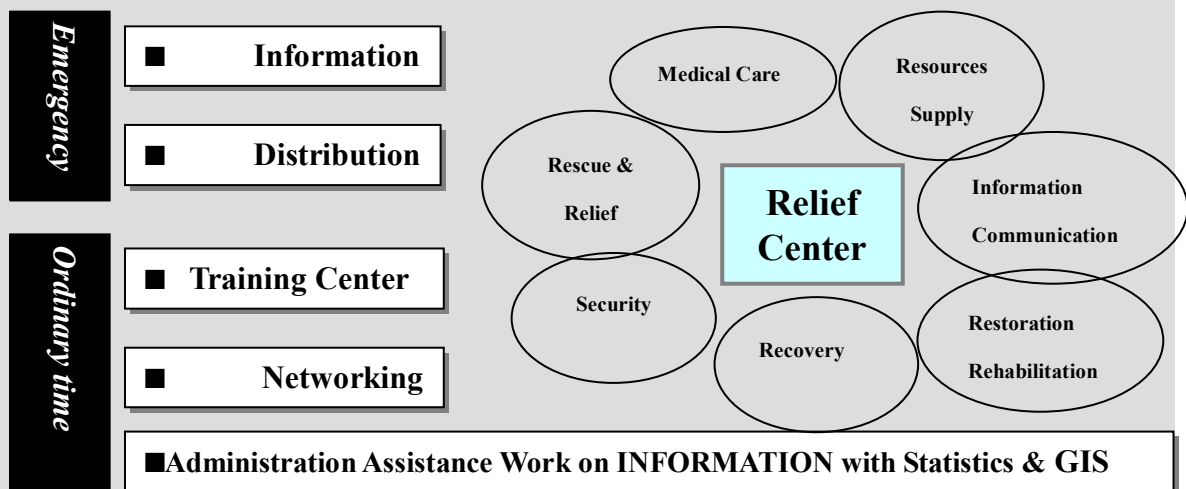 Emergency
■ Information
■ Distribution
Ordinary time
■ Training Center
■ Networking
■Administration Assistance Work on INFORMATION with Statistics & GIS
Medical Care
Resources
Supply
Rescue &
Relief
Information
Communication
Relief
Center
Security
Restoration
Rehabilitation
Recovery